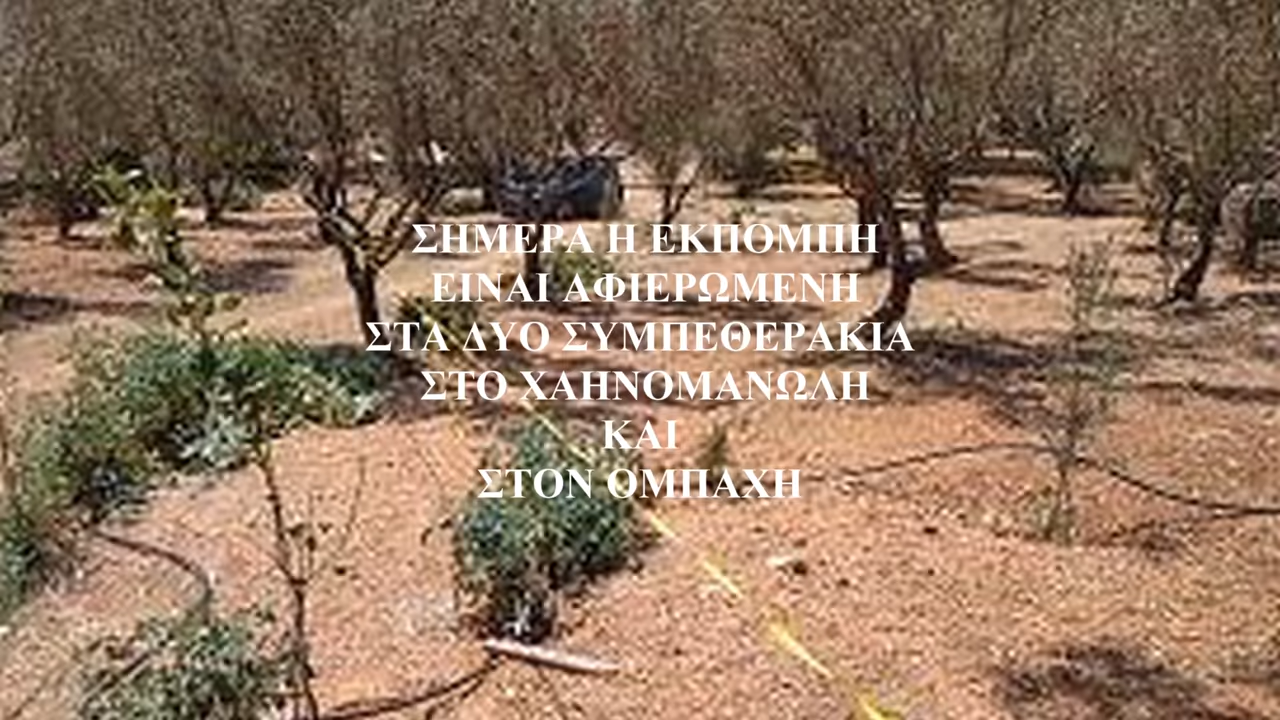 ΣΗΜΕΡΑ Η ΕΚΠΟΜΠΗ
ΕΙΝΑΙ ΑΦΙΕΡΩΜΕΝΗ
ΣΤΑ ΔΥΟ ΣΥΜΠΕΘΕΡΑΚΙΑ
ΣΤΟ ΧΑΗΝΟΜΑΝΩΛΗ
ΚΑΙ
ΣΤΟΝ ΟΜΠΑΧΗ